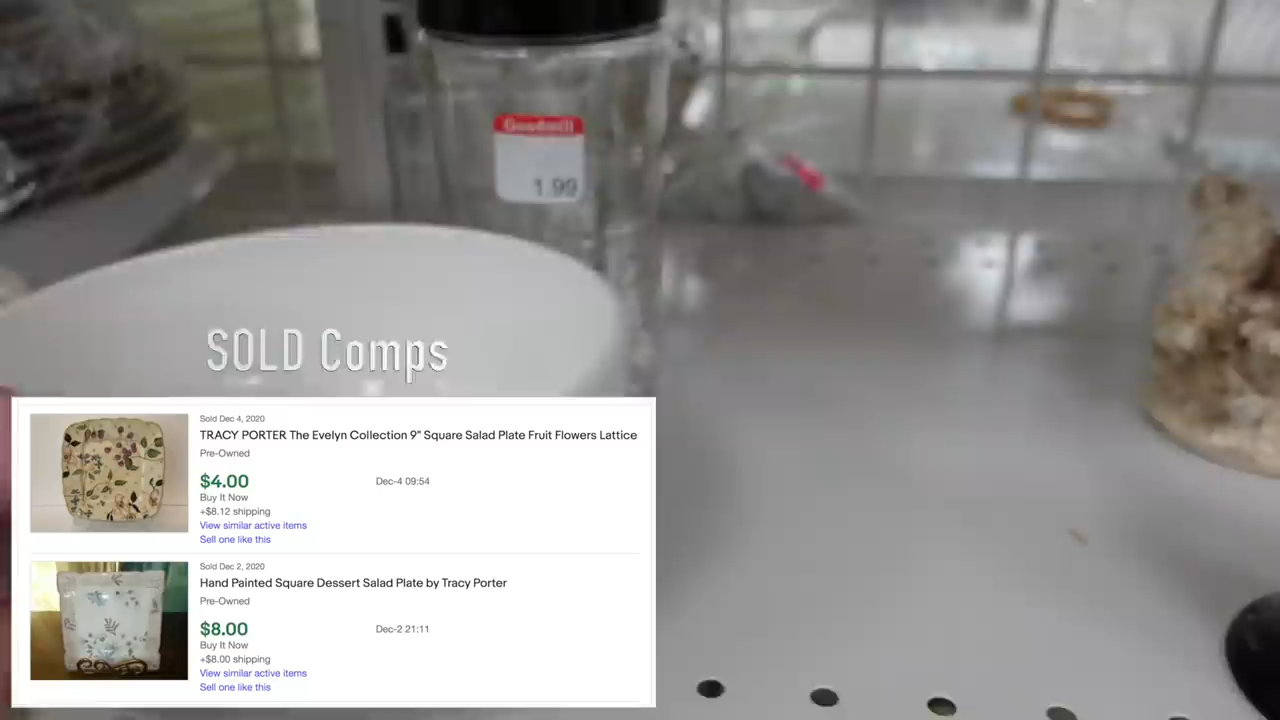 Goodwill
1.99
SOLD Comps
Sold Dec 4, 2020
TRACY PORTER The Evelyn Collection 9" Square Salad Plate Fruit Flowers Lattice
Pre-Owned
$4.00
Dec-4 09:54
Buy It Now
+$8.12 shipping
View similar active items
Sell one like this
Sold Dec 2, 2020
Hand Painted Square Dessert Salad Plate by Tracy Porter
Pre-Owned
$8.00
Dec-2 21:11
Buy It Now
+$8.00 shipping
View similar active items
Sell one like this